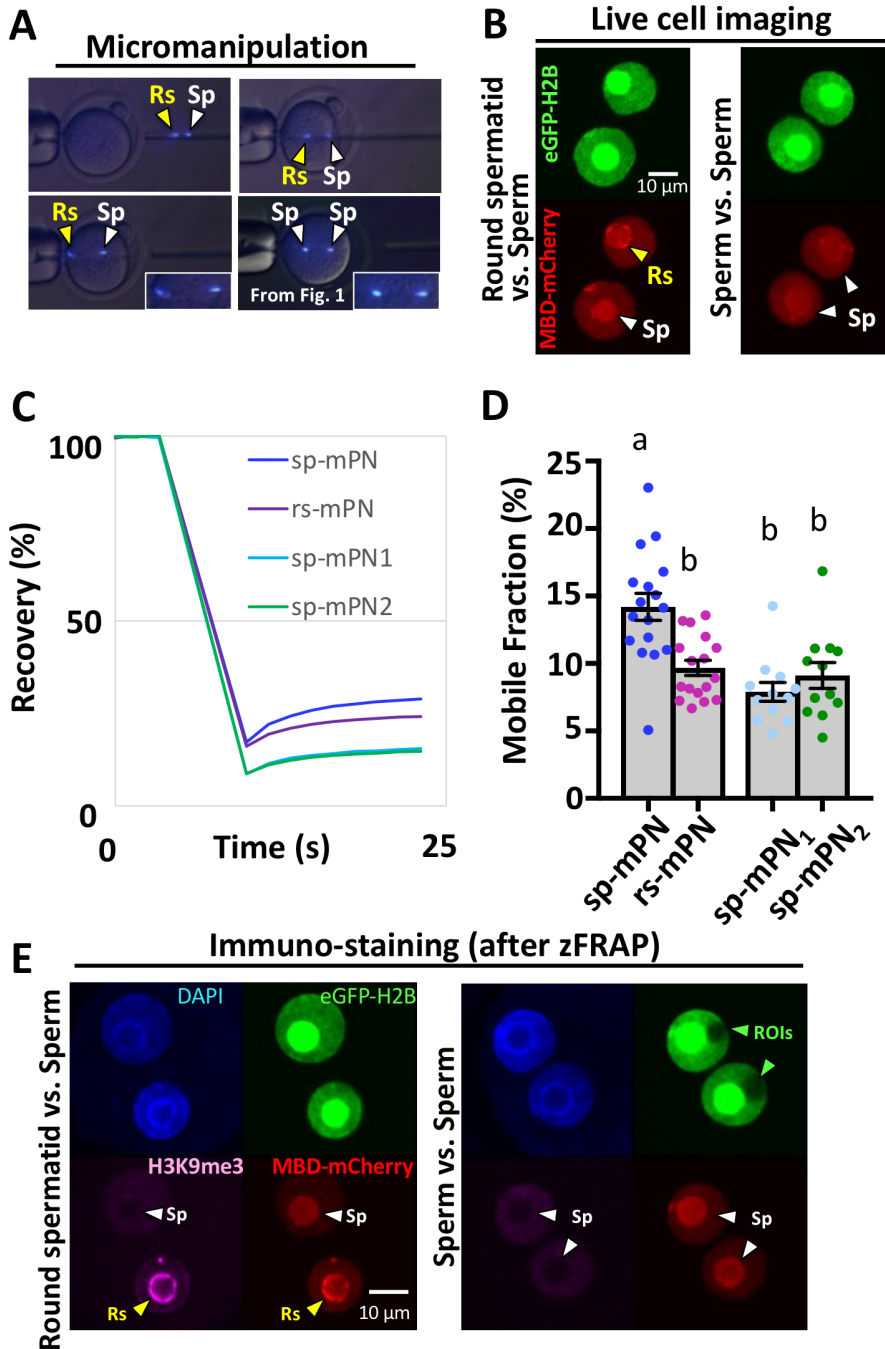 A
Micromanipulation
Rs Sp
Rs Sp
Rs Sp
Sp Sp
From Fig. 1
B
Live cell imaging
Round spermatid
vs. Sperm
eGFP-H2B
10 μm
MBD-mCherry
Rs
Sp
Sperm vs. Sperm
Sp
C
Recovery (%)
100
50
0
0
Time (s)
25
sp-mPN
rs-mPN
sp-mPN1
sp-mPN2
D
Mobile Fraction (%)
25
20
15
10
5
0
a
b
b
b
sp-mPN
rs-mPN
sp-mPN1
sp-mPN2
E
Immuno-staining (after zFRAP)
Round spermatid vs. Sperm
DAPI
eGFP-H2B
H3K9me3
MBD-mCherry
Sp
Sp
Rs
Rs
10 μm
Sperm vs. Sperm
ROIs
Sp
Sp